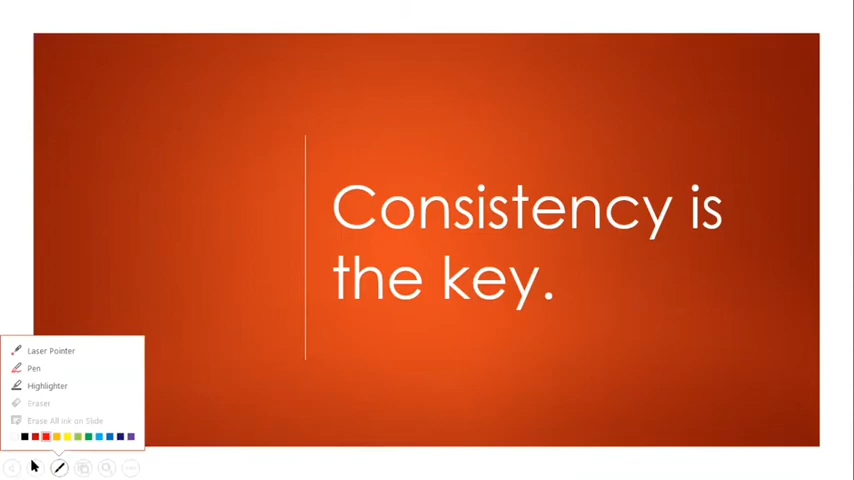 Consistency is
the key.
Laser Pointer
Pen
Highlighter
Eraser
Erase All Ink on Slide